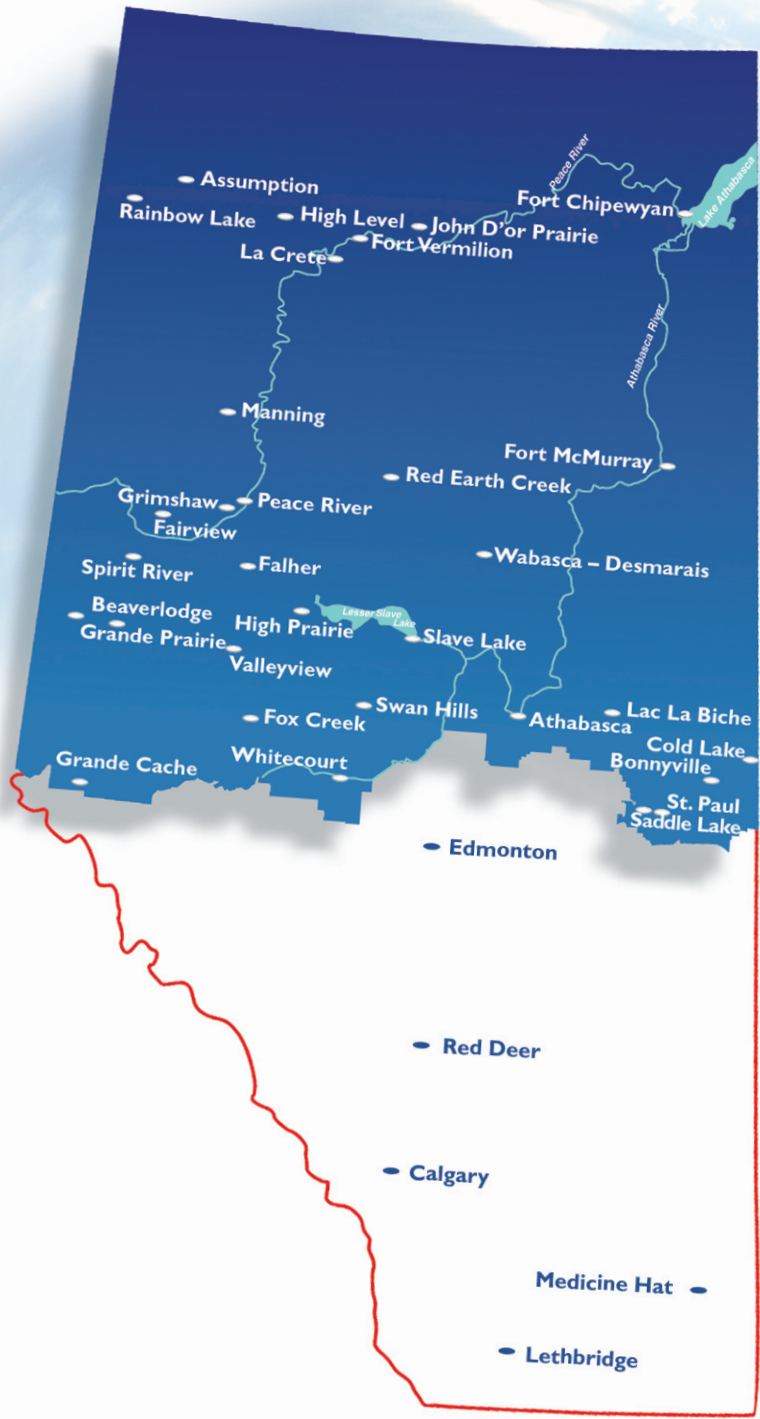 Peace River
Lake Athabasca
Assumption
Rainbow Lake
High Level
John D'or Prairie
Fort Chipewyan
Fort Vermilion
La Crete
Athabasca River
Manning
Fort McMurray
Red Earth Creek
Grimshaw
Peace River
Fairview
Wabasca – Desmarais
Spirit River
Falher
Beaverlodge
Lesser Slave
Lake
High Prairie
Grande Prairie
Slave Lake
Valleyview
Swan Hills
Fox Creek
Athabasca
Lac La Biche
Cold Lake
Whitecourt
Grande Cache
Bonnyville
St. Paul
Saddle Lake
Edmonton
Red Deer
Calgary
Medicine Hat
Lethbridge